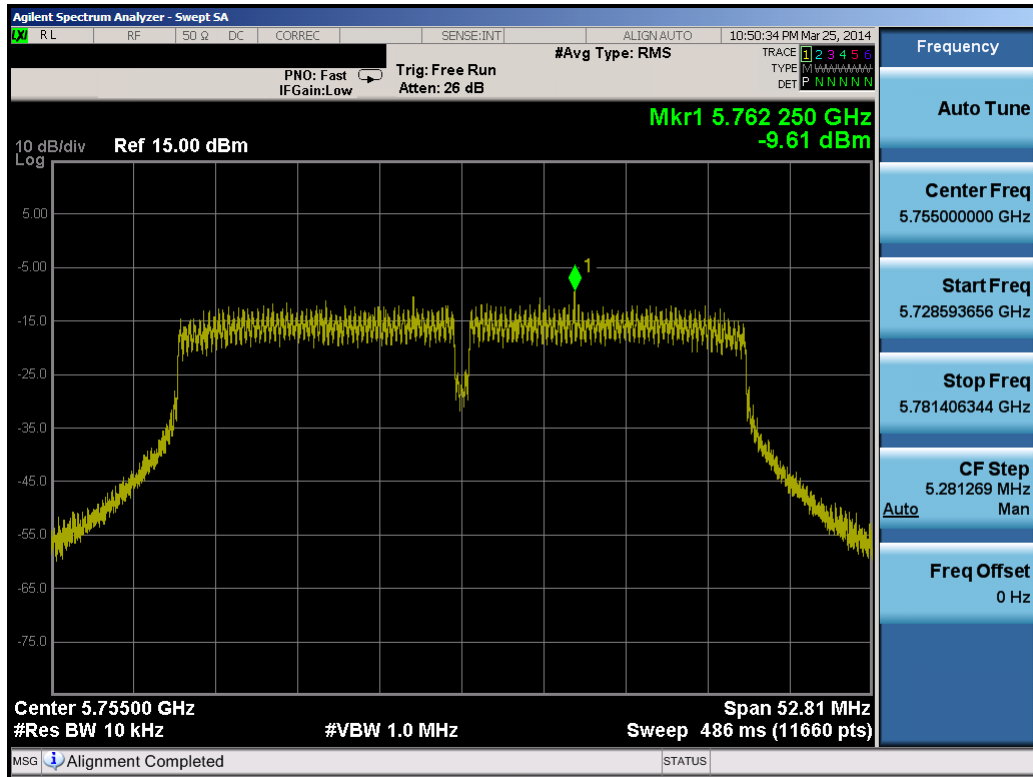 Agilent Spectrum Analyzer - Swept SA
LXI RL RF 50 Ω DC CORREC SENSE:INT ALIGN AUTO 10:50:34 PM Mar 25, 2014
PNO: Fast
IFGain:Low
Trig: Free Run
Atten: 26 dB
#Avg Type: RMS
TRACE 1 2 3 4 5 6
TYPE M WWWWW
DET P N N N N N
Mkr1 5.762 250 GHz
-9.61 dBm
10 dB/div Ref 15.00 dBm
Log
5.00
-5.00
-15.0
-25.0
-35.0
-45.0
-55.0
-65.0
-75.0
1
Center 5.75500 GHz Span 52.81 MHz
#Res BW 10 kHz #VBW 1.0 MHz Sweep 486 ms (11660 pts)
MSG Alignment Completed STATUS
Frequency
Auto Tune
Center Freq
5.755000000 GHz
Start Freq
5.728593656 GHz
Stop Freq
5.781406344 GHz
CF Step
5.281269 MHz
Auto Man
Freq Offset
0 Hz